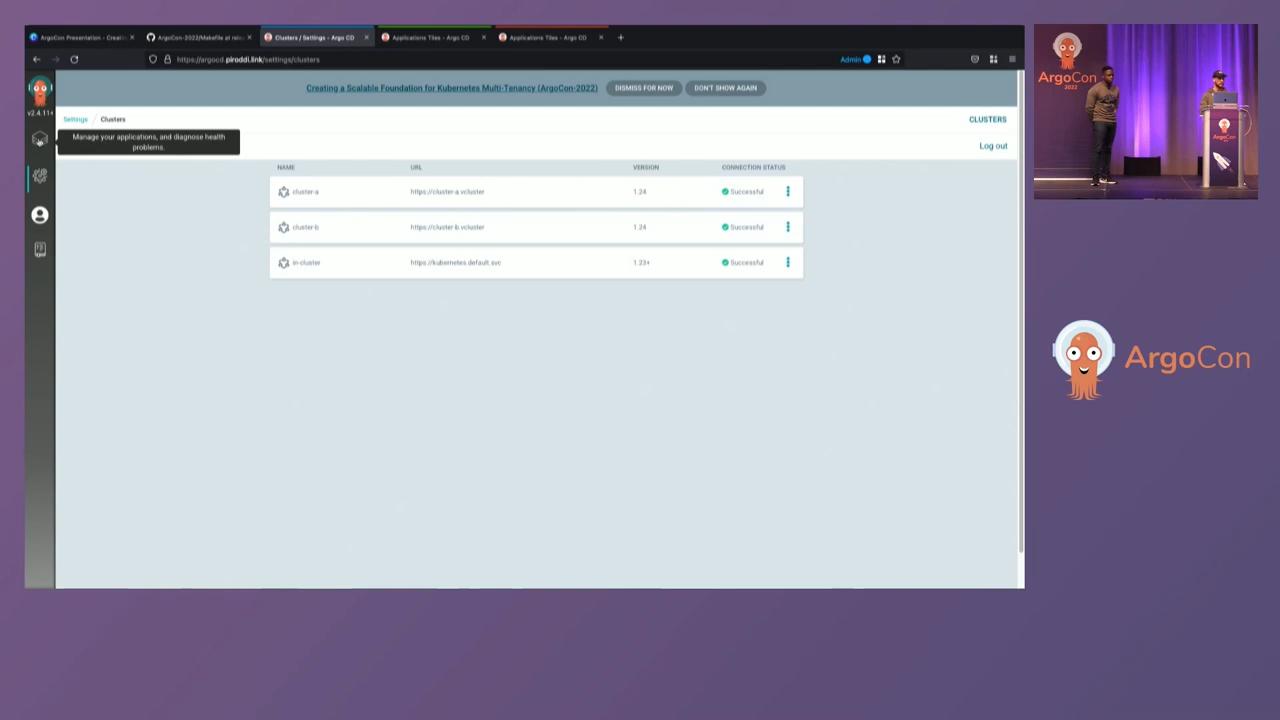 ArgoCon Presentation - Creatin
ArgoCon-2022/Makefile at
Clusters / Settings - Argo CD
Applications Tiles - Argo CD
Applications Tiles - Argo CD
https://argocd.piroddi.link/settings/clusters
Admin
v2.4.11+
Creating a Scalable Foundation for Kubernetes Multi-Tenancy (ArgoCon-2022)
DISMISS FOR NOW
DON'T SHOW AGAIN
Settings / Clusters
CLUSTERS
Manage your applications, and diagnose health
problems.
Log out
NAME URL VERSION CONNECTION STATUS
cluster-a https://cluster-a.vcluster 1.24 Successful
cluster-b https://cluster-b.vcluster 1.24 Successful
in-cluster https://kubernetes.default.svc 1.23+ Successful
ArgoCon
2022
ArgoCon
ArgoCon